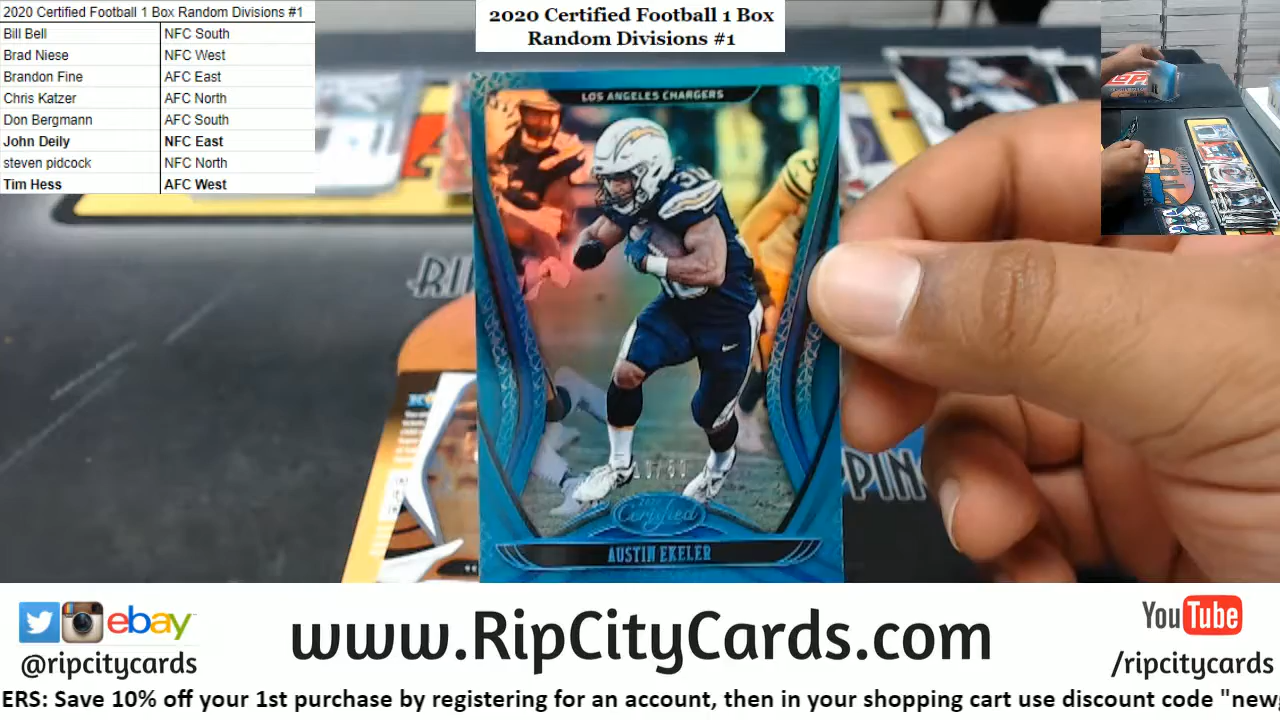 2020 Certified Football 1 Box Random Divisions #1
Bill Bell NFC South
Brad Niese NFC West
Brandon Fine AFC East
Chris Katzer AFC North
Don Bergmann AFC South
John Deily NFC East
steven pidcock NFC North
Tim Hess AFC West
2020 Certified Football 1 Box
Random Divisions #1
LOS ANGELES CHARGERS
30
Certified
AUSTIN EKELER
ebay
@ripcitycards
www.RipCityCards.com
YouTube
/ripcitycards
ERS: Save 10% off your 1st purchase by registering for an account, then in your shopping cart use discount code "new